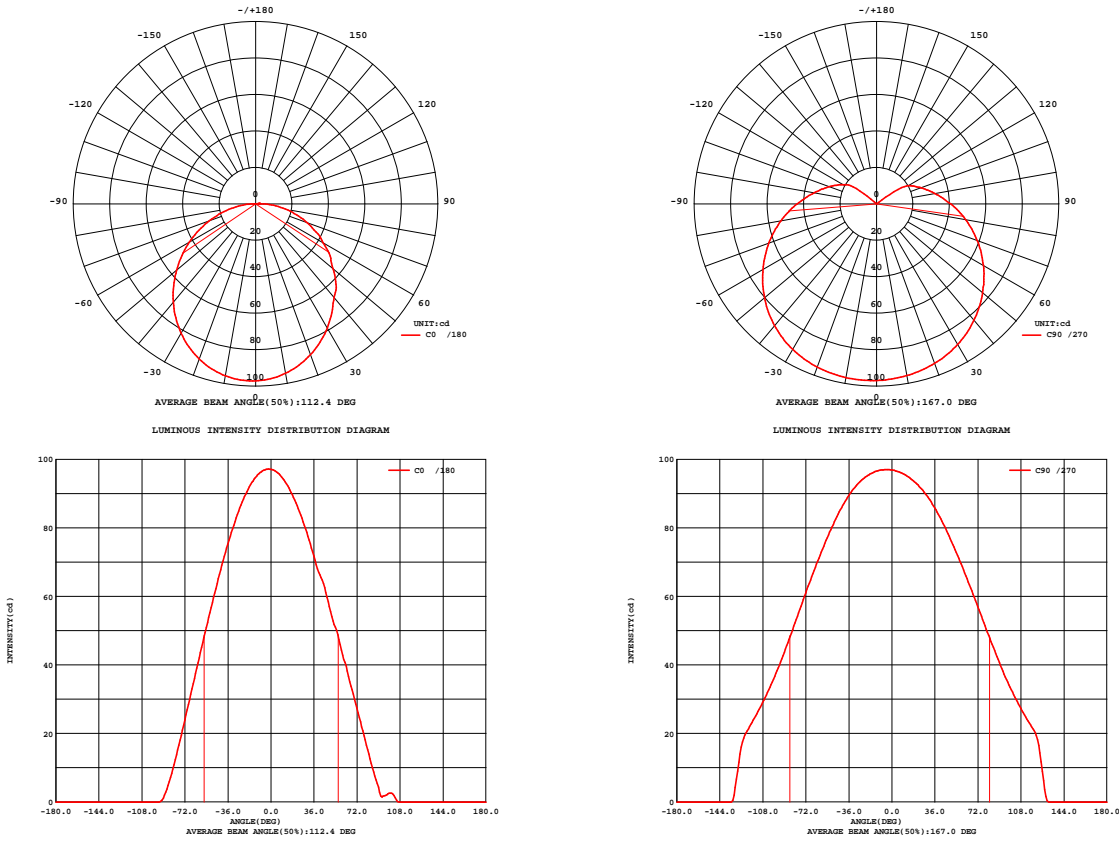 -/+180
-150
150
-120
120
-90
90
0
20
40
60
80
100
0
-60
60
-30
30
UNIT:cd
C0 /180
AVERAGE BEAM ANGLE(50%):112.4 DEG
-/+180
-150
150
-120
120
-90
90
0
20
40
60
80
100
0
-60
60
-30
30
UNIT:cd
C90 /270
AVERAGE BEAM ANGLE(50%):167.0 DEG
LUMINOUS INTENSITY DISTRIBUTION DIAGRAM
100
80
60
40
20
0
INTENSITY(cd)
C0 /180
-180.0 -144.0 -108.0 -72.0 -36.0 0.0 36.0 72.0 108.0 144.0 180.0
ANGLE(DEG)
AVERAGE BEAM ANGLE(50%):112.4 DEG
LUMINOUS INTENSITY DISTRIBUTION DIAGRAM
100
80
60
40
20
0
INTENSITY(cd)
C90 /270
-180.0 -144.0 -108.0 -72.0 -36.0 0.0 36.0 72.0 108.0 144.0 180.0
ANGLE(DEG)
AVERAGE BEAM ANGLE(50%):167.0 DEG